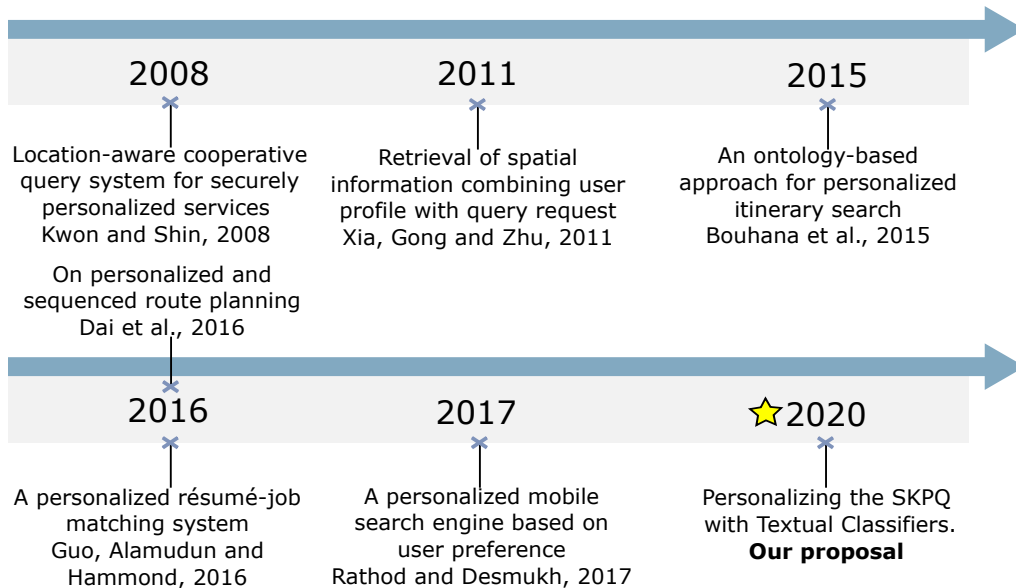 2008
2011
2015
Location-aware cooperative
query system for securely
personalized services
Kwon and Shin, 2008
Retrieval of spatial
information combining user
profile with query request
Xia, Gong and Zhu, 2011
An ontology-based
approach for personalized
itinerary search
Bouhana et al., 2015
On personalized and
sequenced route planning
Dai et al., 2016
2016
2017
2020
A personalized résumé-job
matching system
Guo, Alamudun and
Hammond, 2016
A personalized mobile
search engine based on
user preference
Rathod and Desmukh, 2017
Personalizing the SKPQ
with Textual Classifiers.
Our proposal